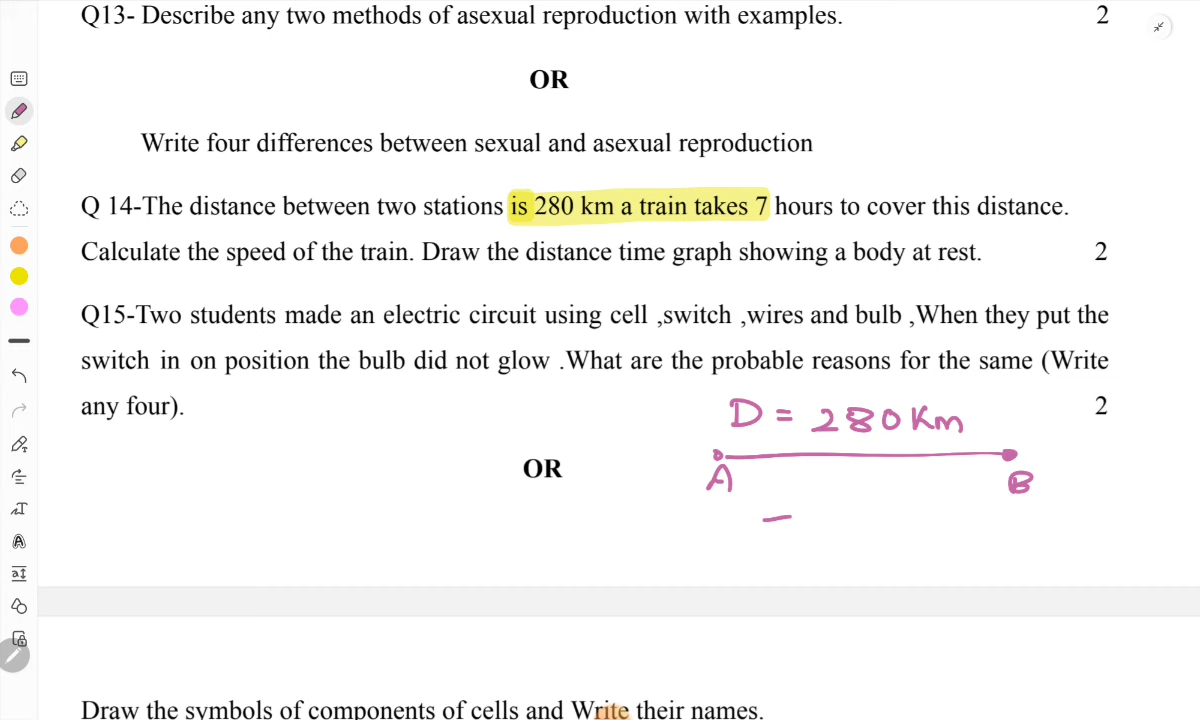 Q13- Describe any two methods of asexual reproduction with examples. 2
OR
Write four differences between sexual and asexual reproduction
Q 14-The distance between two stations is 280 km a train takes 7 hours to cover this distance.
Calculate the speed of the train. Draw the distance time graph showing a body at rest. 2
Q15-Two students made an electric circuit using cell ,switch ,wires and bulb ,When they put the
switch in on position the bulb did not glow .What are the probable reasons for the same (Write
any four). 2
D = 280 Km
OR
A B
Draw the symbols of components of cells and Write their names.